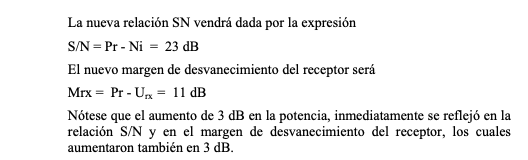 La nueva relación SN vendrá dada por la expresión
S/N = Pr - Ni = 23 dB
El nuevo margen de desvanecimiento del receptor será
Mrx = Pr - Urx = 11 dB
Nótese que el aumento de 3 dB en la potencia, inmediatamente se reflejó en la
relación S/N y en el margen de desvanecimiento del receptor, los cuales
aumentaron también en 3 dB.